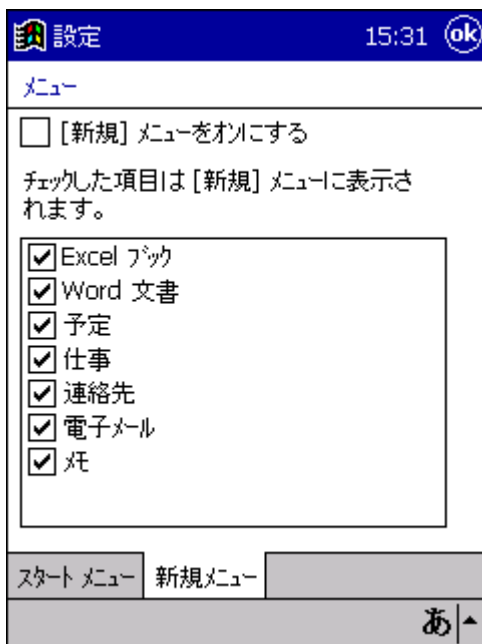 設定 15:31 ok
ﾒﾆｭｰ
[新規] ﾒﾆｭｰをｵﾝにする
ﾁｪｯｸした項目は [新規] ﾒﾆｭｰに表示さ
れます。
Excel ﾌﾞｯｸ
Word 文書
予定
仕事
連絡先
電子ﾒｰﾙ
ﾒﾓ
ｽﾀｰﾄ ﾒﾆｭｰ 新規ﾒﾆｭｰ
あ